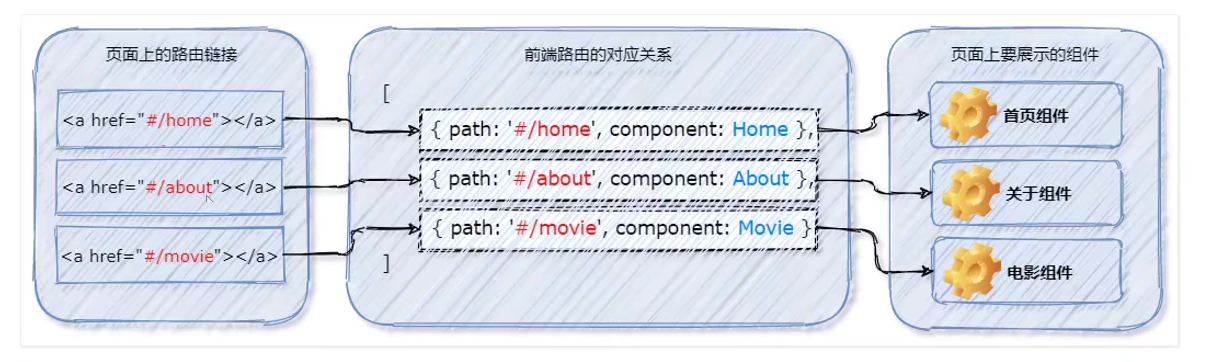 页面上的路由链接
<a href="#/home"></a>
<a href="#/about"></a>
<a href="#/movie"></a>
前端路由的对应关系
[
{ path: '#/home', component: Home },
{ path: '#/about', component: About },
{ path: '#/movie', component: Movie }
]
页面上要展示的组件
首页组件
关于组件
电影组件